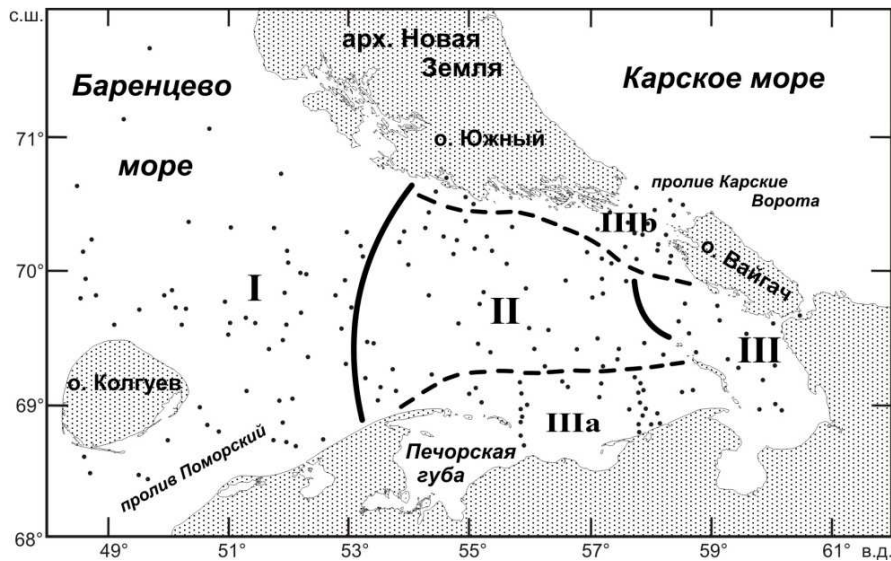 с.ш.
арх. Новая
Земля
Баренцево
Карское море
71°
о. Южный
море
пролив Карские
Ворота
IIIb
70°
о. Вайгач
I
II
III
о. Колгуев
69°
IIIa
пролив Поморский
Печорская
губа
68°
49°
51°
53°
55°
57°
59°
61°
в.д.